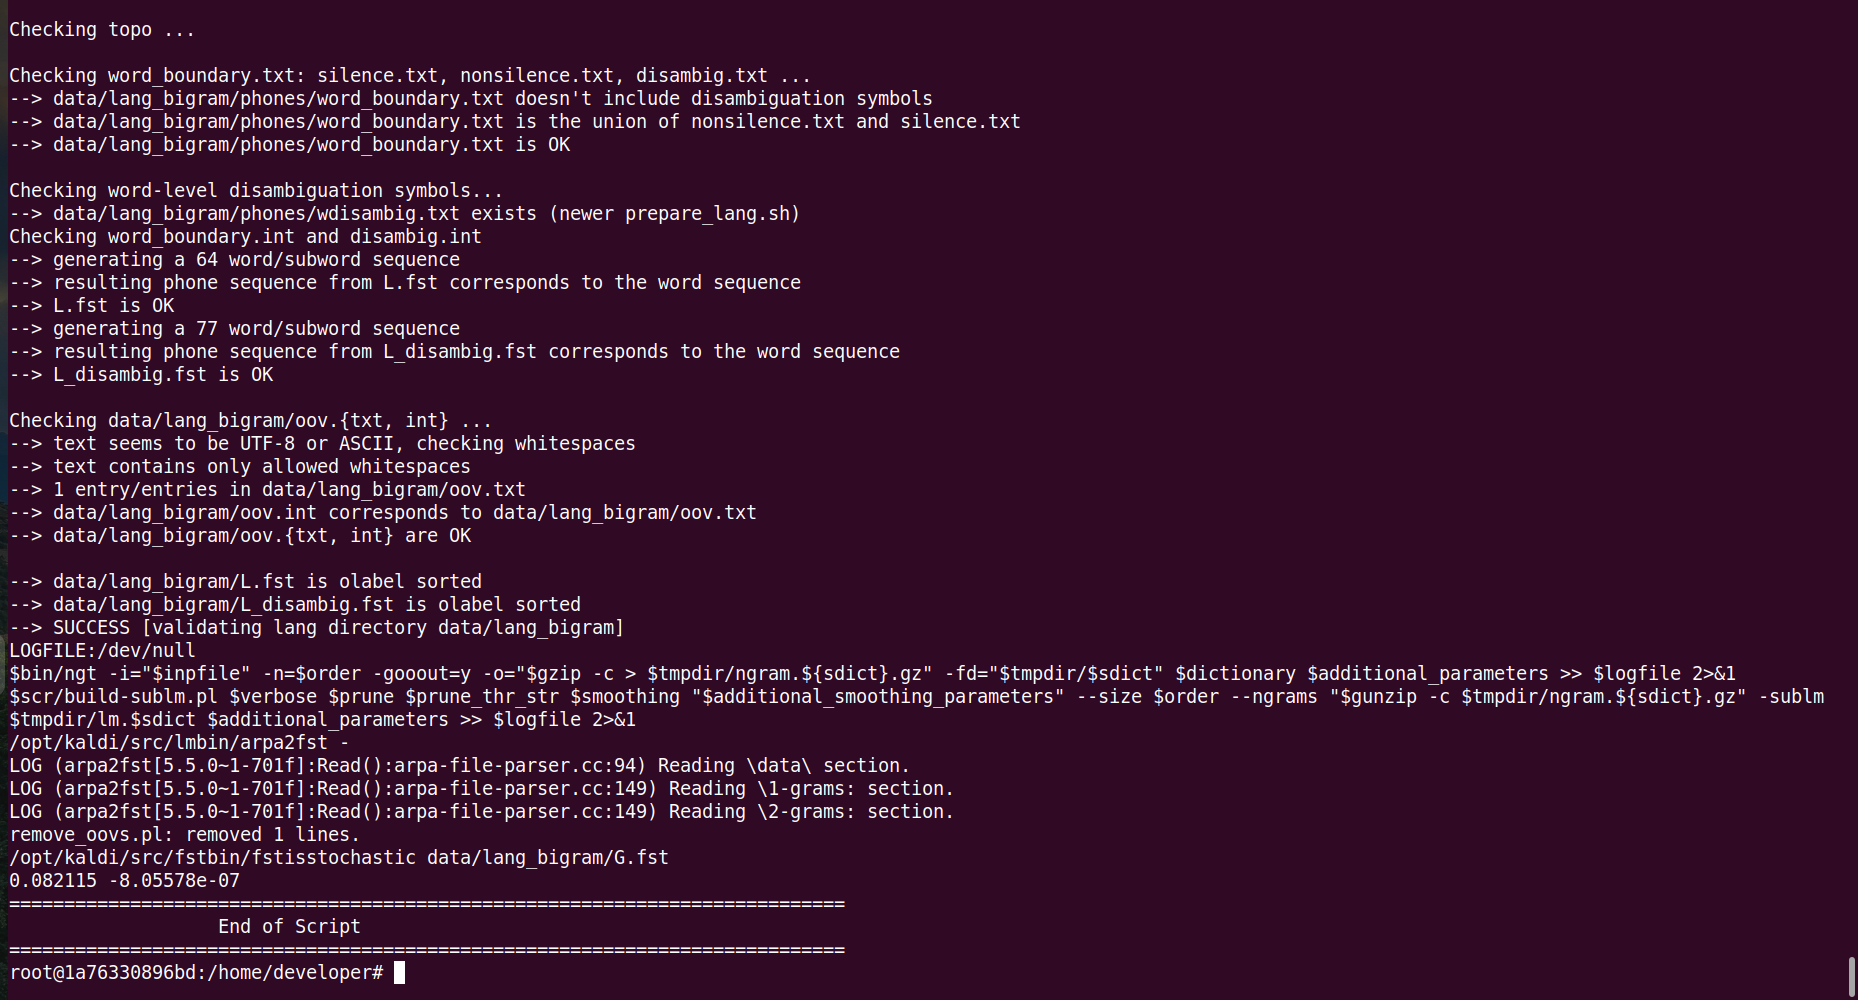 Checking topo ...
Checking word_boundary.txt: silence.txt, nonsilence.txt, disambig.txt ...
--> data/lang_bigram/phones/word_boundary.txt doesn't include disambiguation symbols
--> data/lang_bigram/phones/word_boundary.txt is the union of nonsilence.txt and silence.txt
--> data/lang_bigram/phones/word_boundary.txt is OK
Checking word-level disambiguation symbols...
--> data/lang_bigram/phones/wdisambig.txt exists (newer prepare_lang.sh)
Checking word_boundary.int and disambig.int
--> generating a 64 word/subword sequence
--> resulting phone sequence from L.fst corresponds to the word sequence
--> L.fst is OK
--> generating a 77 word/subword sequence
--> resulting phone sequence from L_disambig.fst corresponds to the word sequence
--> L_disambig.fst is OK
Checking data/lang_bigram/oov.{txt, int} ...
--> text seems to be UTF-8 or ASCII, checking whitespaces
--> text contains only allowed whitespaces
--> 1 entry/entries in data/lang_bigram/oov.txt
--> data/lang_bigram/oov.int corresponds to data/lang_bigram/oov.txt
--> data/lang_bigram/oov.{txt, int} are OK
--> data/lang_bigram/L.fst is olabel sorted
--> data/lang_bigram/L_disambig.fst is olabel sorted
--> SUCCESS [validating lang directory data/lang_bigram]
LOGFILE:/dev/null
$bin/ngt -i="$inpfile" -n=$order -gooout=y -o="$gzip -c > $tmpdir/ngram.${sdict}.gz" -fd="$tmpdir/$sdict" $dictionary $additional_parameters >> $logfile 2>&1
$scr/build-sublm.pl $verbose $prune $prune_thr_str $smoothing "$additional_smoothing_parameters" --size $order --ngrams "$gunzip -c $tmpdir/ngram.${sdict}.gz" -sublm
$tmpdir/lm.$sdict $additional_parameters >> $logfile 2>&1
/opt/kaldi/src/lmbin/arpa2fst -
LOG (arpa2fst[5.5.0~1-701f]:Read():arpa-file-parser.cc:94) Reading \data\ section.
LOG (arpa2fst[5.5.0~1-701f]:Read():arpa-file-parser.cc:149) Reading \1-grams: section.
LOG (arpa2fst[5.5.0~1-701f]:Read():arpa-file-parser.cc:149) Reading \2-grams: section.
remove_oovs.pl: removed 1 lines.
/opt/kaldi/src/fstbin/fstisstochastic data/lang_bigram/G.fst
0.082115 -8.05578e-07
============================================================================
End of Script
============================================================================
root@1a76330896bd:/home/developer#